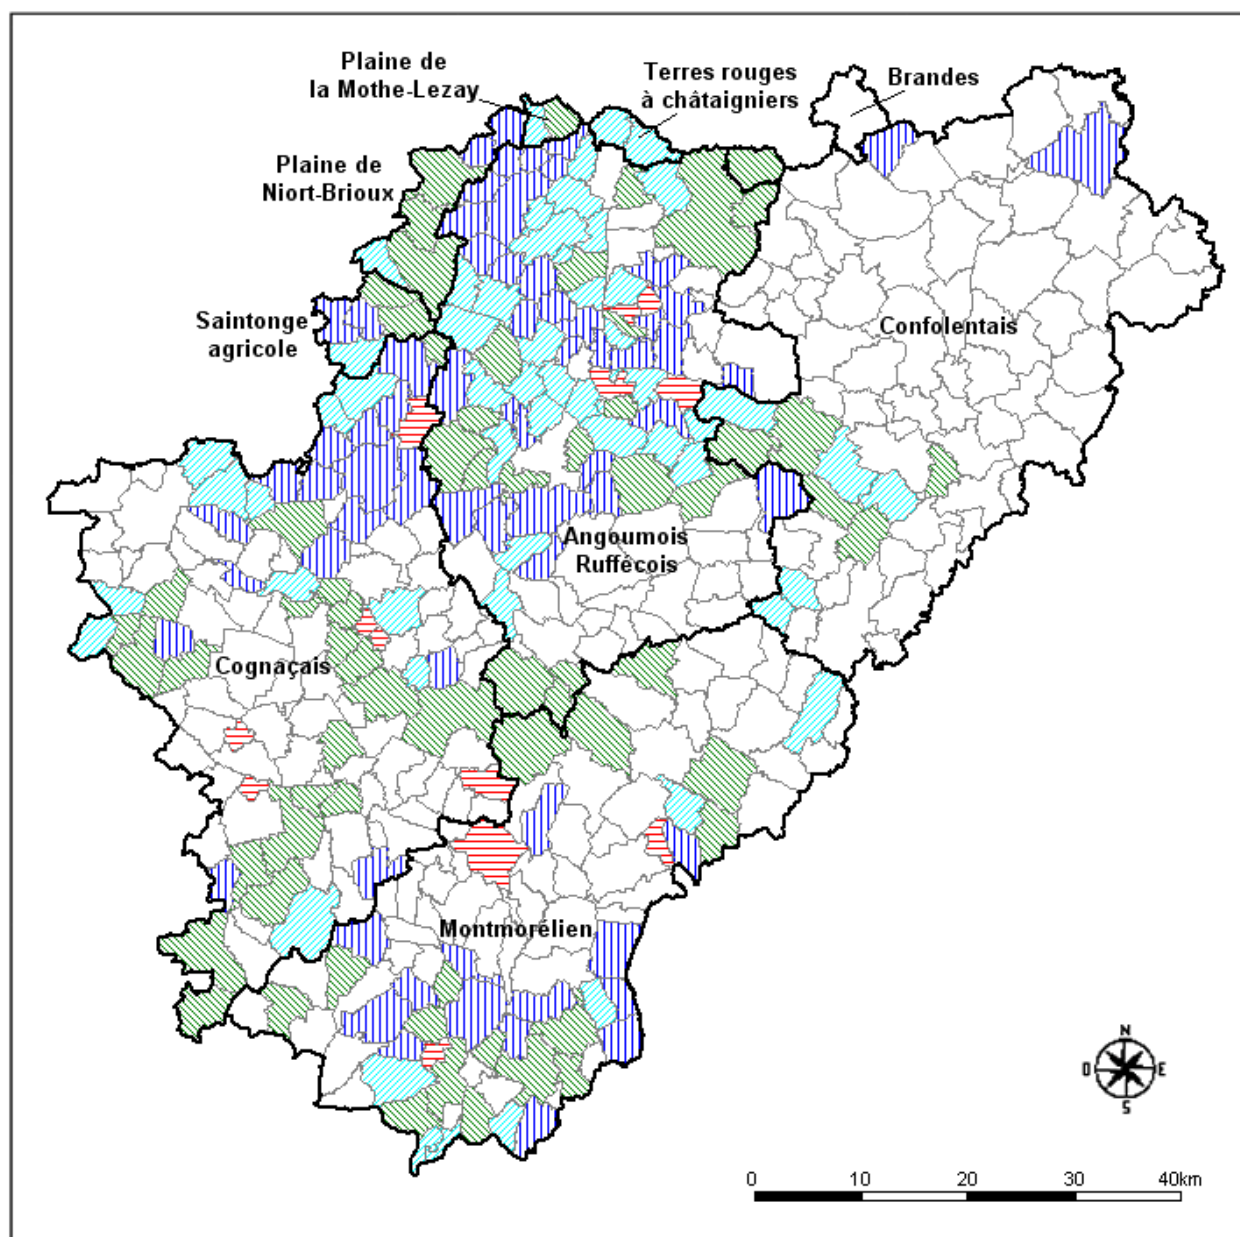 Plaine de
la Mothe-Lezay
Terres rouges
à châtaigniers
Brandes
Plaine de
Niort-Brioux
Saintonge
agricole
Confolentais
Angoumois
Ruffécois
Cognaçais
Montmorélien
N
O
E
S
0 10 20 30 40km